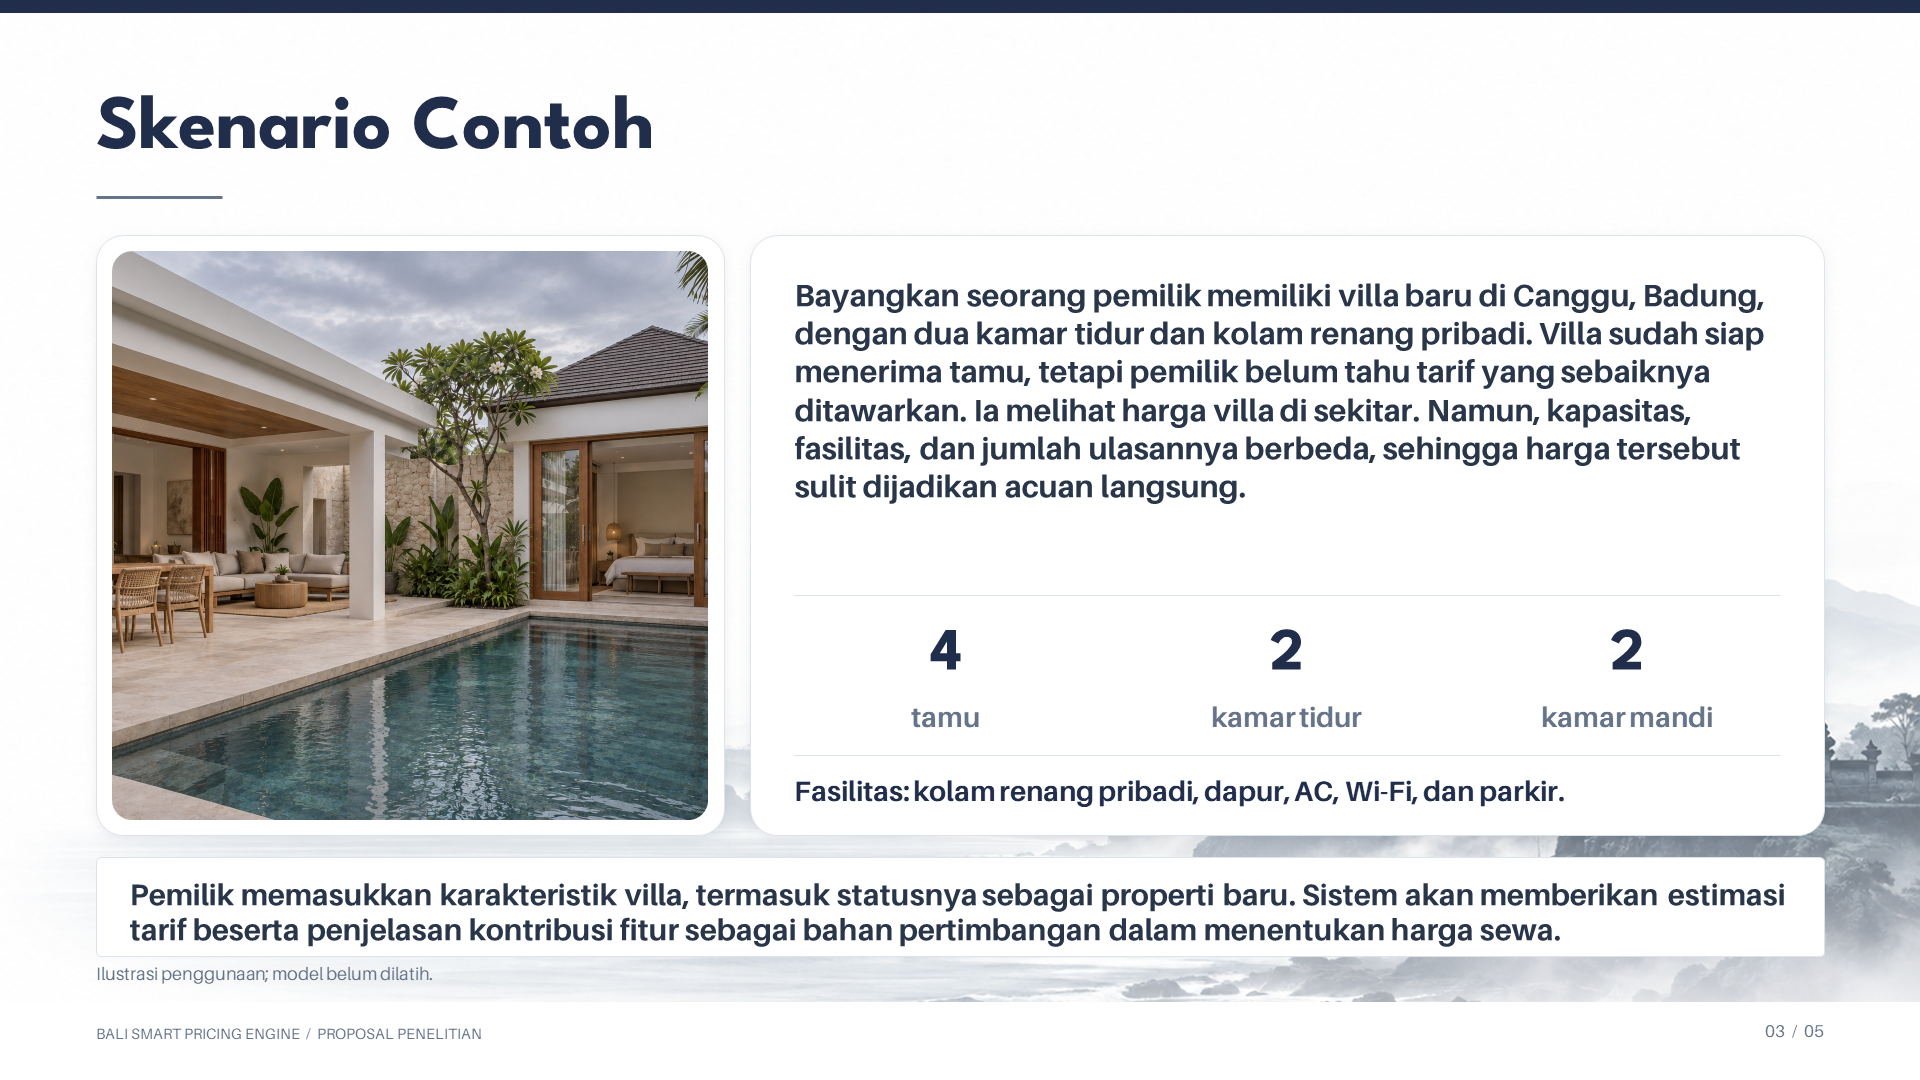 Skenario Contoh
Bayangkan seorang pemilik memiliki villa baru di Canggu, Badung,
dengan dua kamar tidur dan kolam renang pribadi. Villa sudah siap
menerima tamu, tetapi pemilik belum tahu tarif yang sebaiknya
ditawarkan. Ia melihat harga villa di sekitar. Namun, kapasitas,
fasilitas, dan jumlah ulasannya berbeda, sehingga harga tersebut
sulit dijadikan acuan langsung.
4 2 2
tamu kamar tidur kamar mandi
Fasilitas: kolam renang pribadi, dapur, AC, Wi-Fi, dan parkir.
Pemilik memasukkan karakteristik villa, termasuk statusnya sebagai properti baru. Sistem akan memberikan estimasi
tarif beserta penjelasan kontribusi fitur sebagai bahan pertimbangan dalam menentukan harga sewa.
Ilustrasi penggunaan; model belum dilatih.
BALI SMART PRICING ENGINE / PROPOSAL PENELITIAN
03 / 05